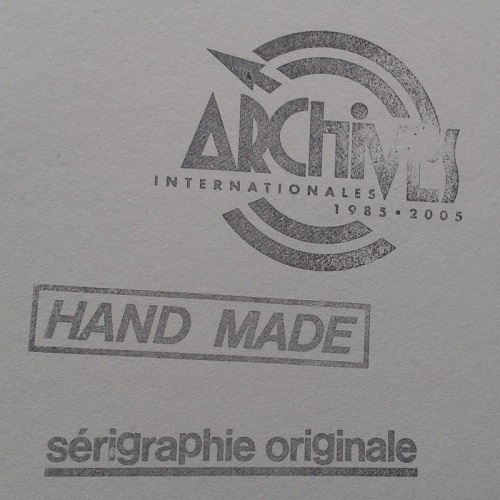 ARCHiVES
INTERNATIONALES
1985 • 2005
HAND MADE
sérigraphie originale